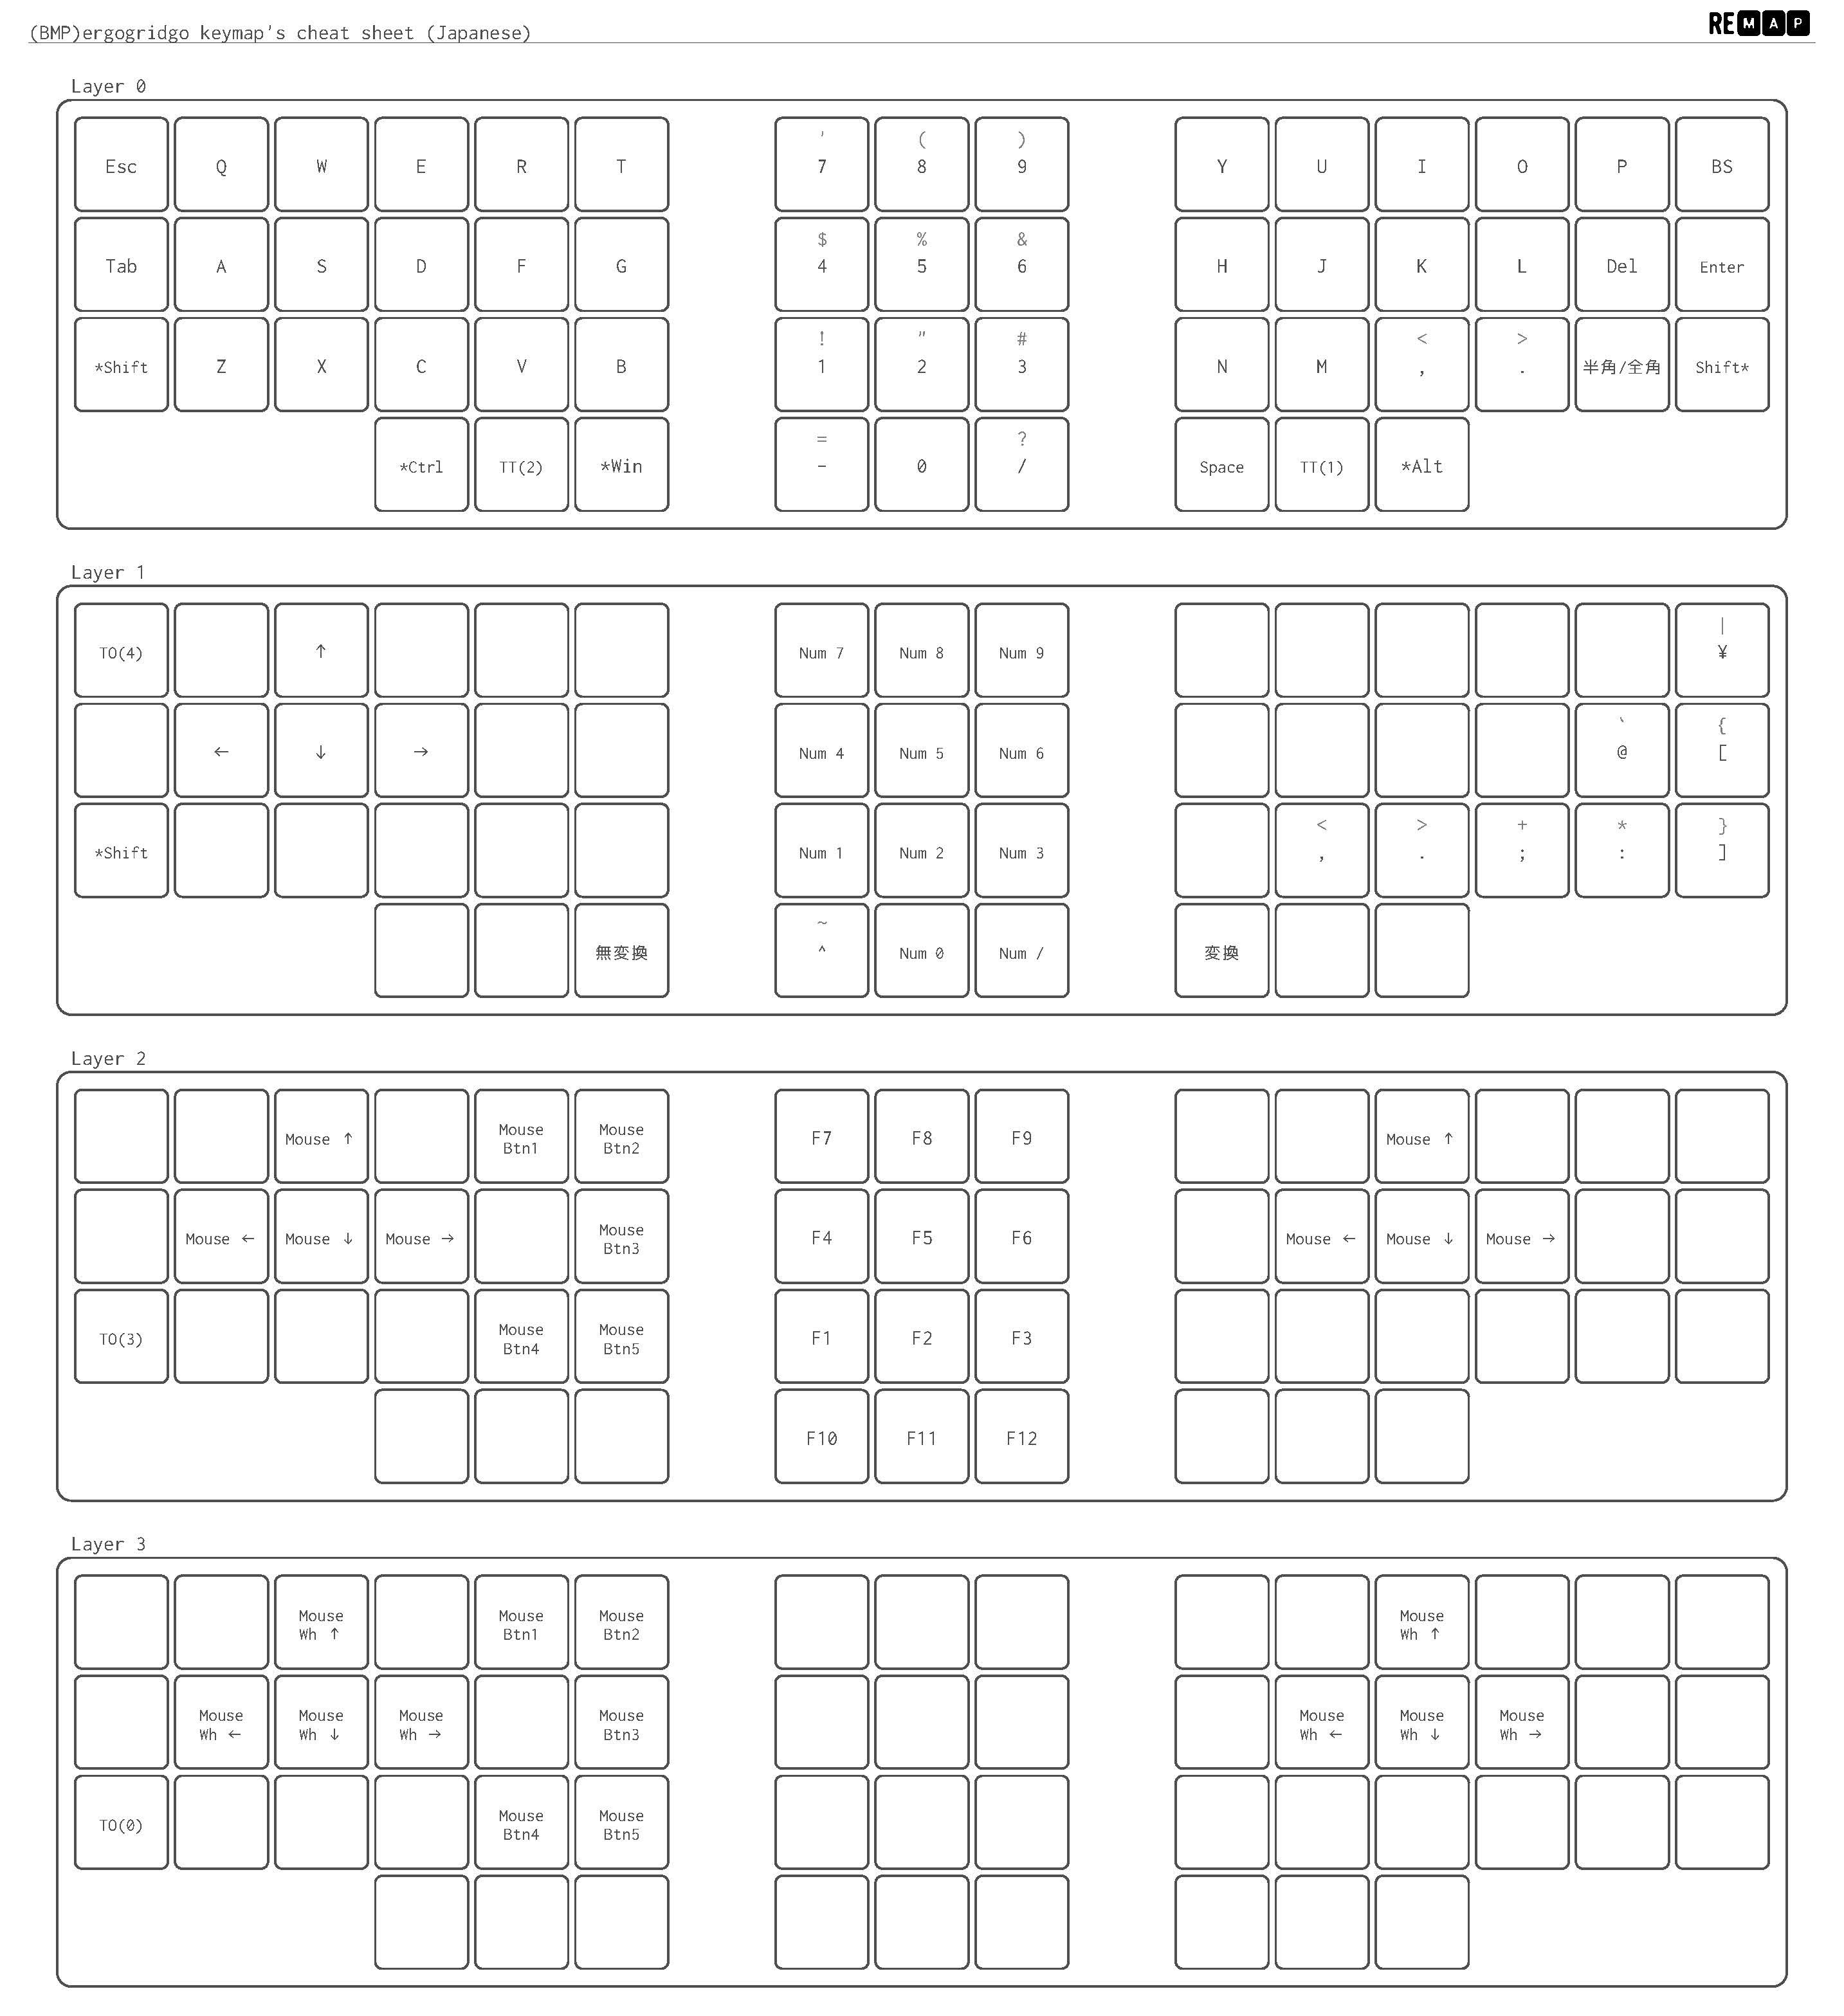 (BMP)ergogridgo keymap's cheat sheet (Japanese)
REMAP
Layer 0
Esc Q W E R T ' 7 ( 8 ) 9 Y U I O P BS
Tab A S D F G $ 4 % 5 & 6 H J K L Del Enter
*Shift Z X C V B ! 1 " 2 # 3 N M < , > . 半角/全角 Shift*
*Ctrl TT(2) *Win = - 0 ? / Space TT(1) *Alt
Layer 1
TO(4) ↑ Num 7 Num 8 Num 9 | ¥
← ↓ → Num 4 Num 5 Num 6 ` @ { [
*Shift Num 1 Num 2 Num 3 < , > . + ; * : } ]
無変換 ~ ^ Num 0 Num / 変換
Layer 2
Mouse ↑ Mouse Btn1 Mouse Btn2 F7 F8 F9 Mouse ↑
Mouse ← Mouse ↓ Mouse → Mouse Btn3 F4 F5 F6 Mouse ← Mouse ↓ Mouse →
TO(3) Mouse Btn4 Mouse Btn5 F1 F2 F3
F10 F11 F12
Layer 3
Mouse Wh ↑ Mouse Btn1 Mouse Btn2 Mouse Wh ↑
Mouse Wh ← Mouse Wh ↓ Mouse Wh → Mouse Btn3 Mouse Wh ← Mouse Wh ↓ Mouse Wh →
TO(0) Mouse Btn4 Mouse Btn5